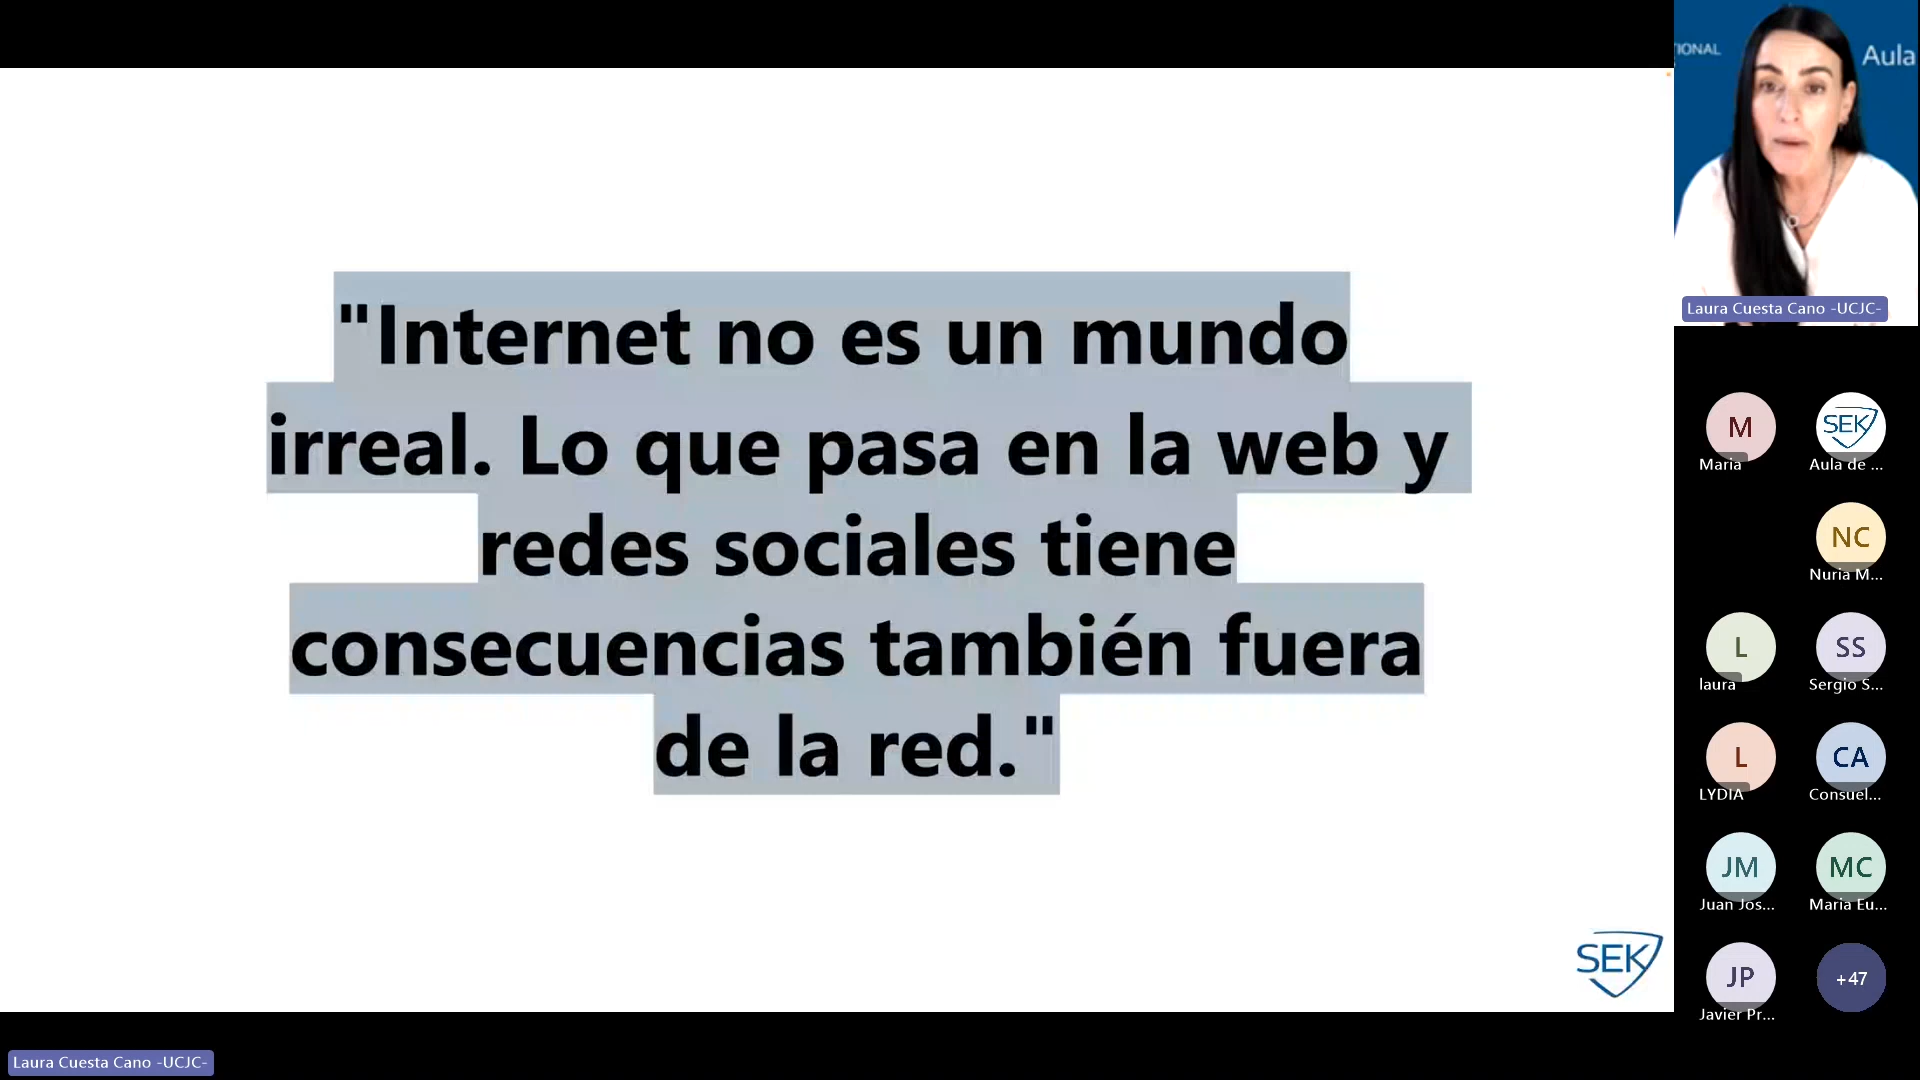 "Internet no es un mundo
irreal. Lo que pasa en la web y
redes sociales tiene
consecuencias también fuera
de la red."
SEK
Laura Cuesta Cano -UCJC-
Aula
Laura Cuesta Cano -UCJC-
M
Maria
SEK
Aula de ...
NC
Nuria M...
L
laura
SS
Sergio S...
L
LYDIA
CA
Consuel...
JM
Juan Jos...
MC
Maria Eu...
JP
Javier Pr...
+47